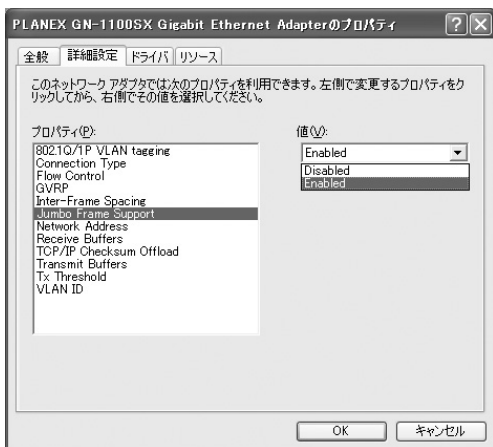 PLANEX GN-1100SX Gigabit Ethernet Adapterのプロパティ
全般
詳細設定
ドライバ
リソース
このネットワーク アダプタでは次のプロパティを利用できます。左側で変更するプロパティをク
リックしてから、右側でその値を選択してください。
プロパティ(P):
802.1Q/1P VLAN tagging
Connection Type
Flow Control
GVRP
Inter-Frame Spacing
Jumbo Frame Support
Network Address
Receive Buffers
TCP/IP Checksum Offload
Transmit Buffers
Tx Threshold
VLAN ID
値(V):
Enabled
Disabled
Enabled
OK
キャンセル